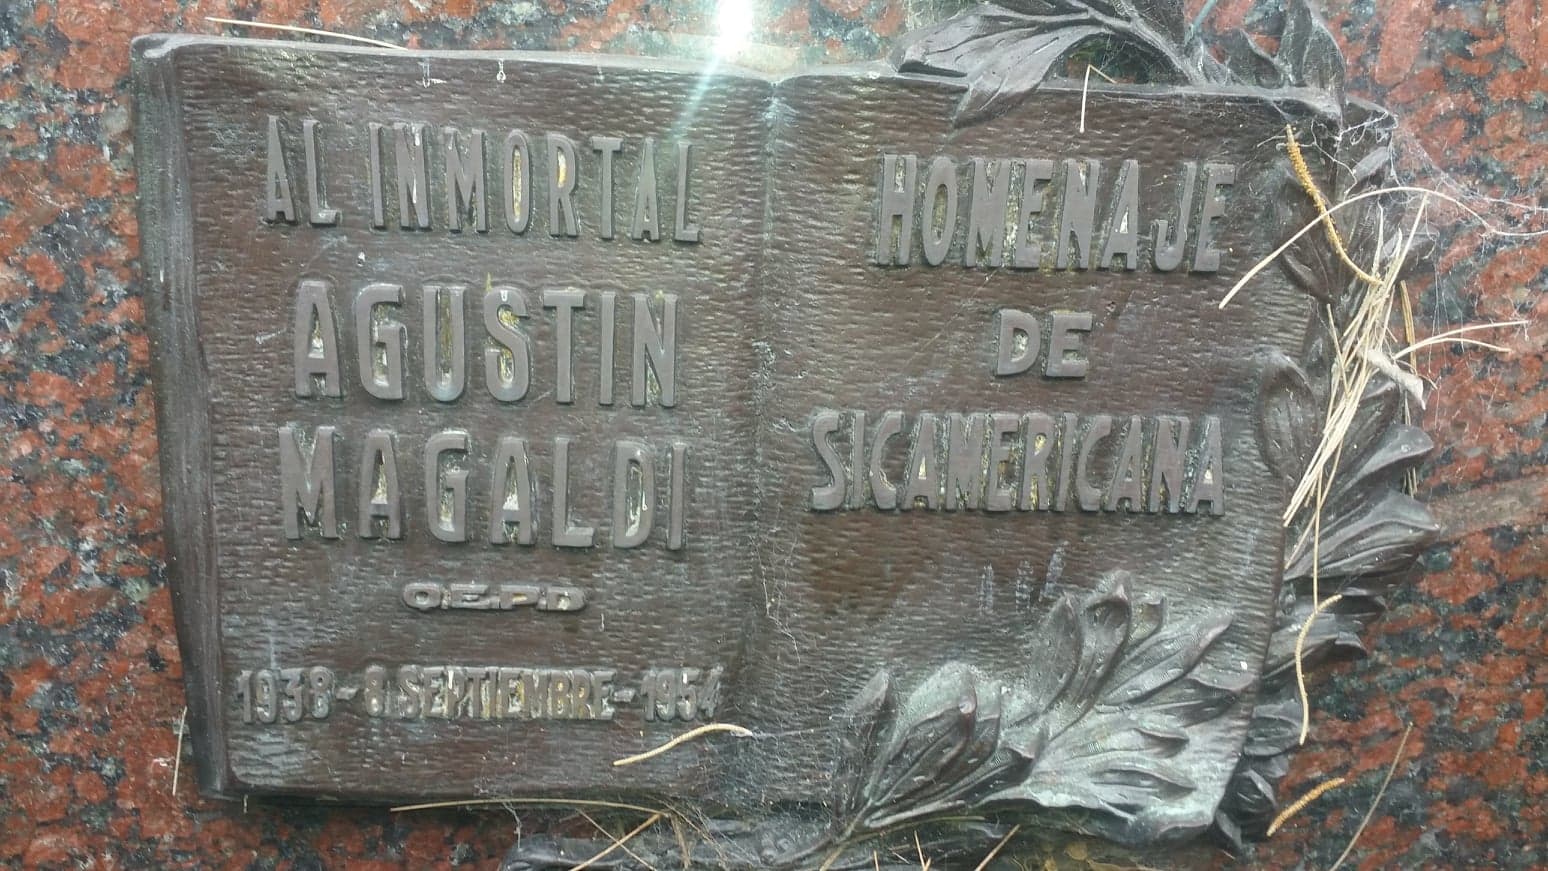 AL INMORTAL
AGUSTIN
MAGALDI
Q.E.P.D
1938-8 SEPTIEMBRE-1954
HOMENAJE
DE
SICAMERICANA